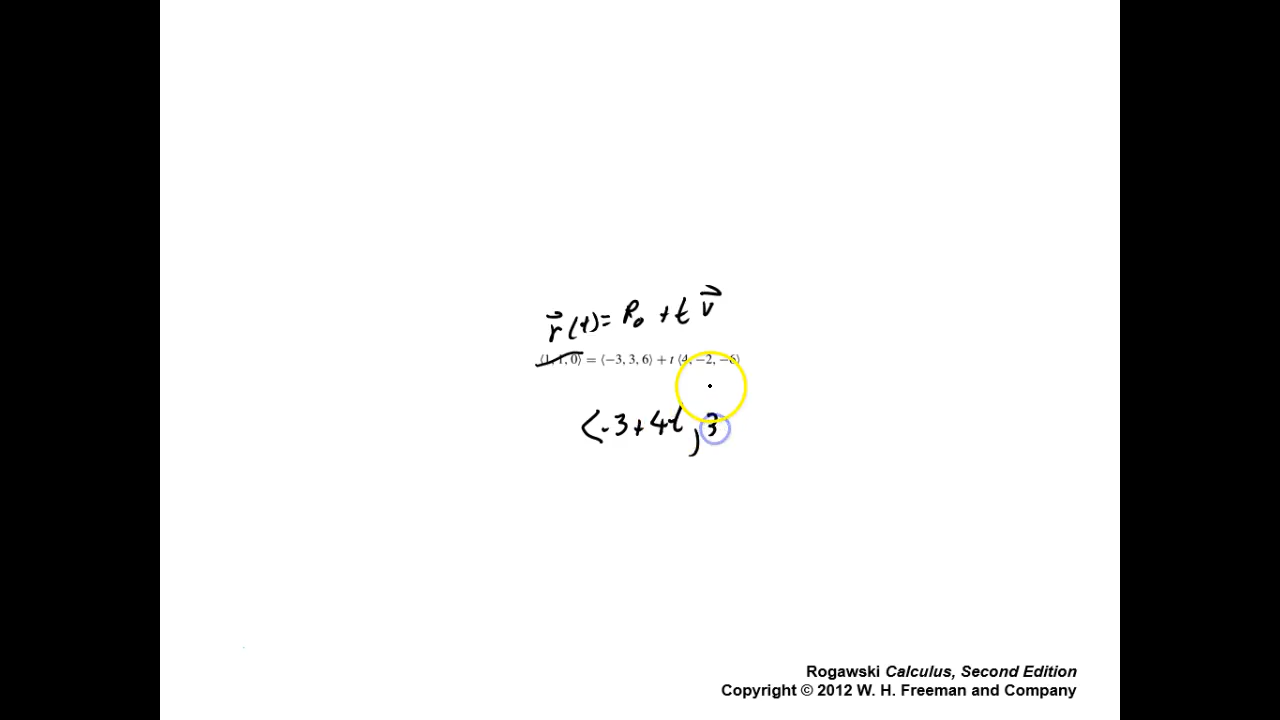 r⃗(t) = R₀ + t v⃗
⟨1, 1, 0⟩ = ⟨−3, 3, 6⟩ + t ⟨4, −2, −6⟩
⟨-3+4t, 3
Rogawski Calculus, Second Edition
Copyright © 2012 W. H. Freeman and Company